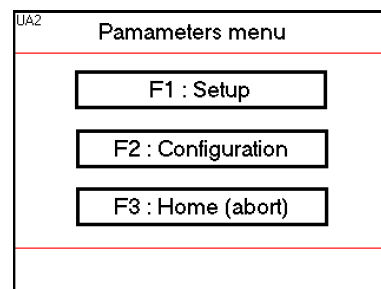 UA2
Pamameters menu
F1 : Setup
F2 : Configuration
F3 : Home (abort)